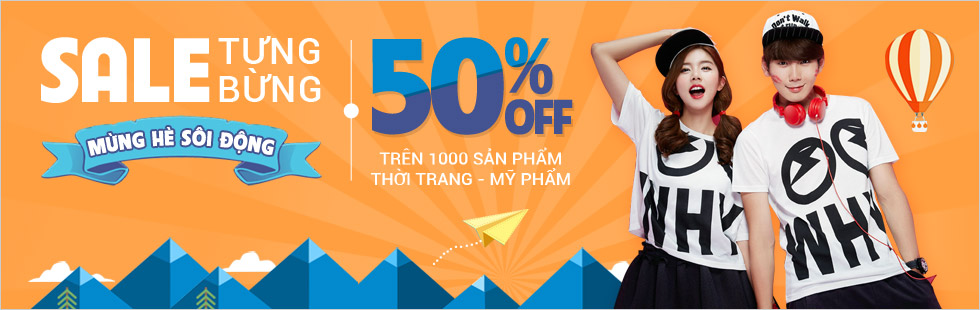 SALE TƯNG BỪNG
MÙNG HÈ SÔI ĐỘNG
50% OFF
TRÊN 1000 SẢN PHẨM
THỜI TRANG - MỸ PHẨM
Don't Walk
WHY
WHY